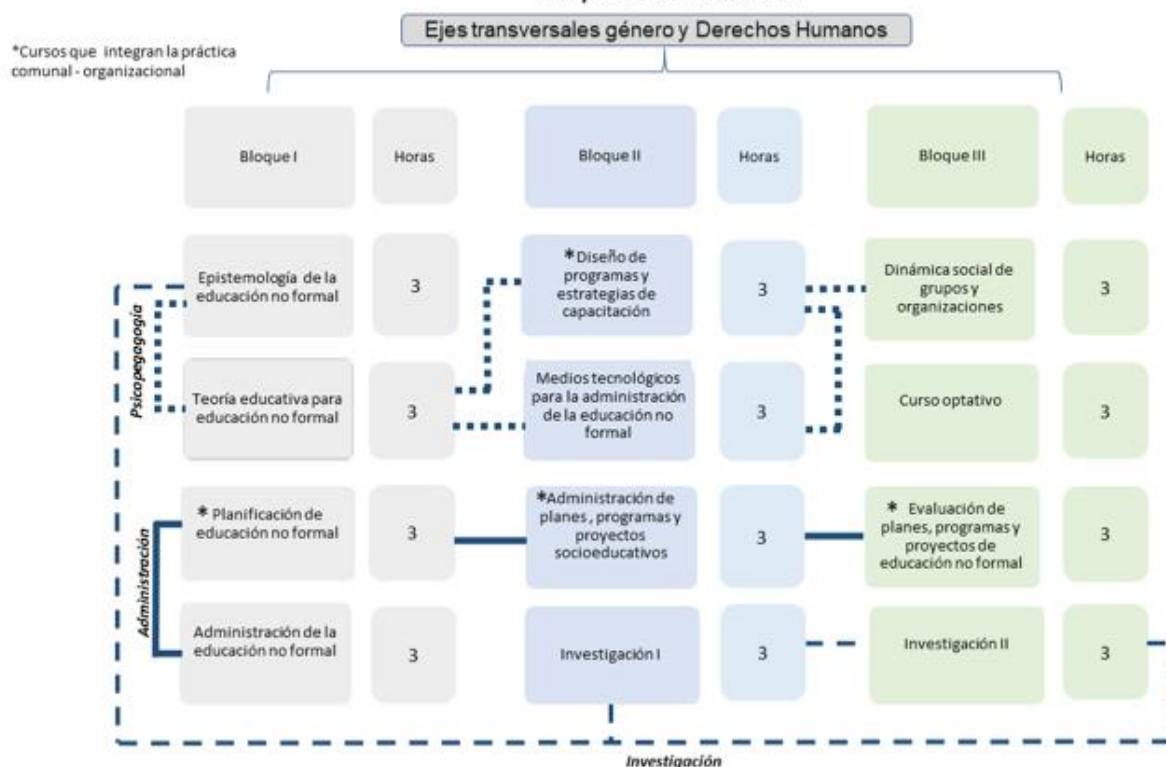 Ejes transversales género y Derechos Humanos
*Cursos que integran la práctica
comunal - organizacional
Bloque I
Horas
Bloque II
Horas
Bloque III
Horas
Epistemología de la
educación no formal
3
*Diseño de
programas y
estrategias de
capacitación
3
Dinámica social de
grupos y
organizaciones
3
Psicopegagogía
Teoría educativa para
educación no formal
3
Medios tecnológicos
para la administración
de la educación no
formal
3
Curso optativo
3
* Planificación de
educación no formal
3
*Administración de
planes , programas y
proyectos
socioeducativos
3
* Evaluación de
planes, programas y
proyectos de
educación no formal
3
Administración
Administración de la
educación no formal
3
Investigación I
3
Investigación II
3
Investigación